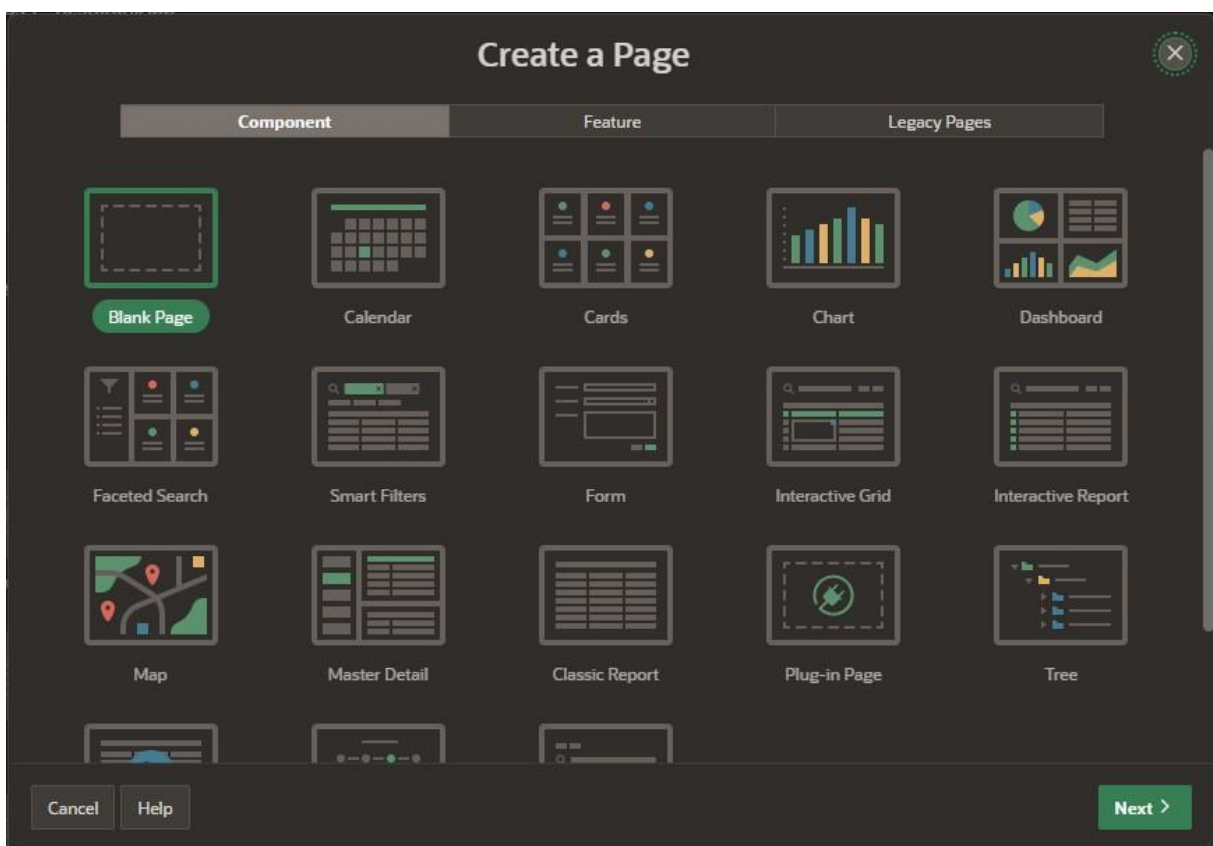 Create a Page
Component Feature Legacy Pages
Blank Page Calendar Cards Chart Dashboard
Faceted Search Smart Filters Form Interactive Grid Interactive Report
Map Master Detail Classic Report Plug-in Page Tree
Cancel Help Next